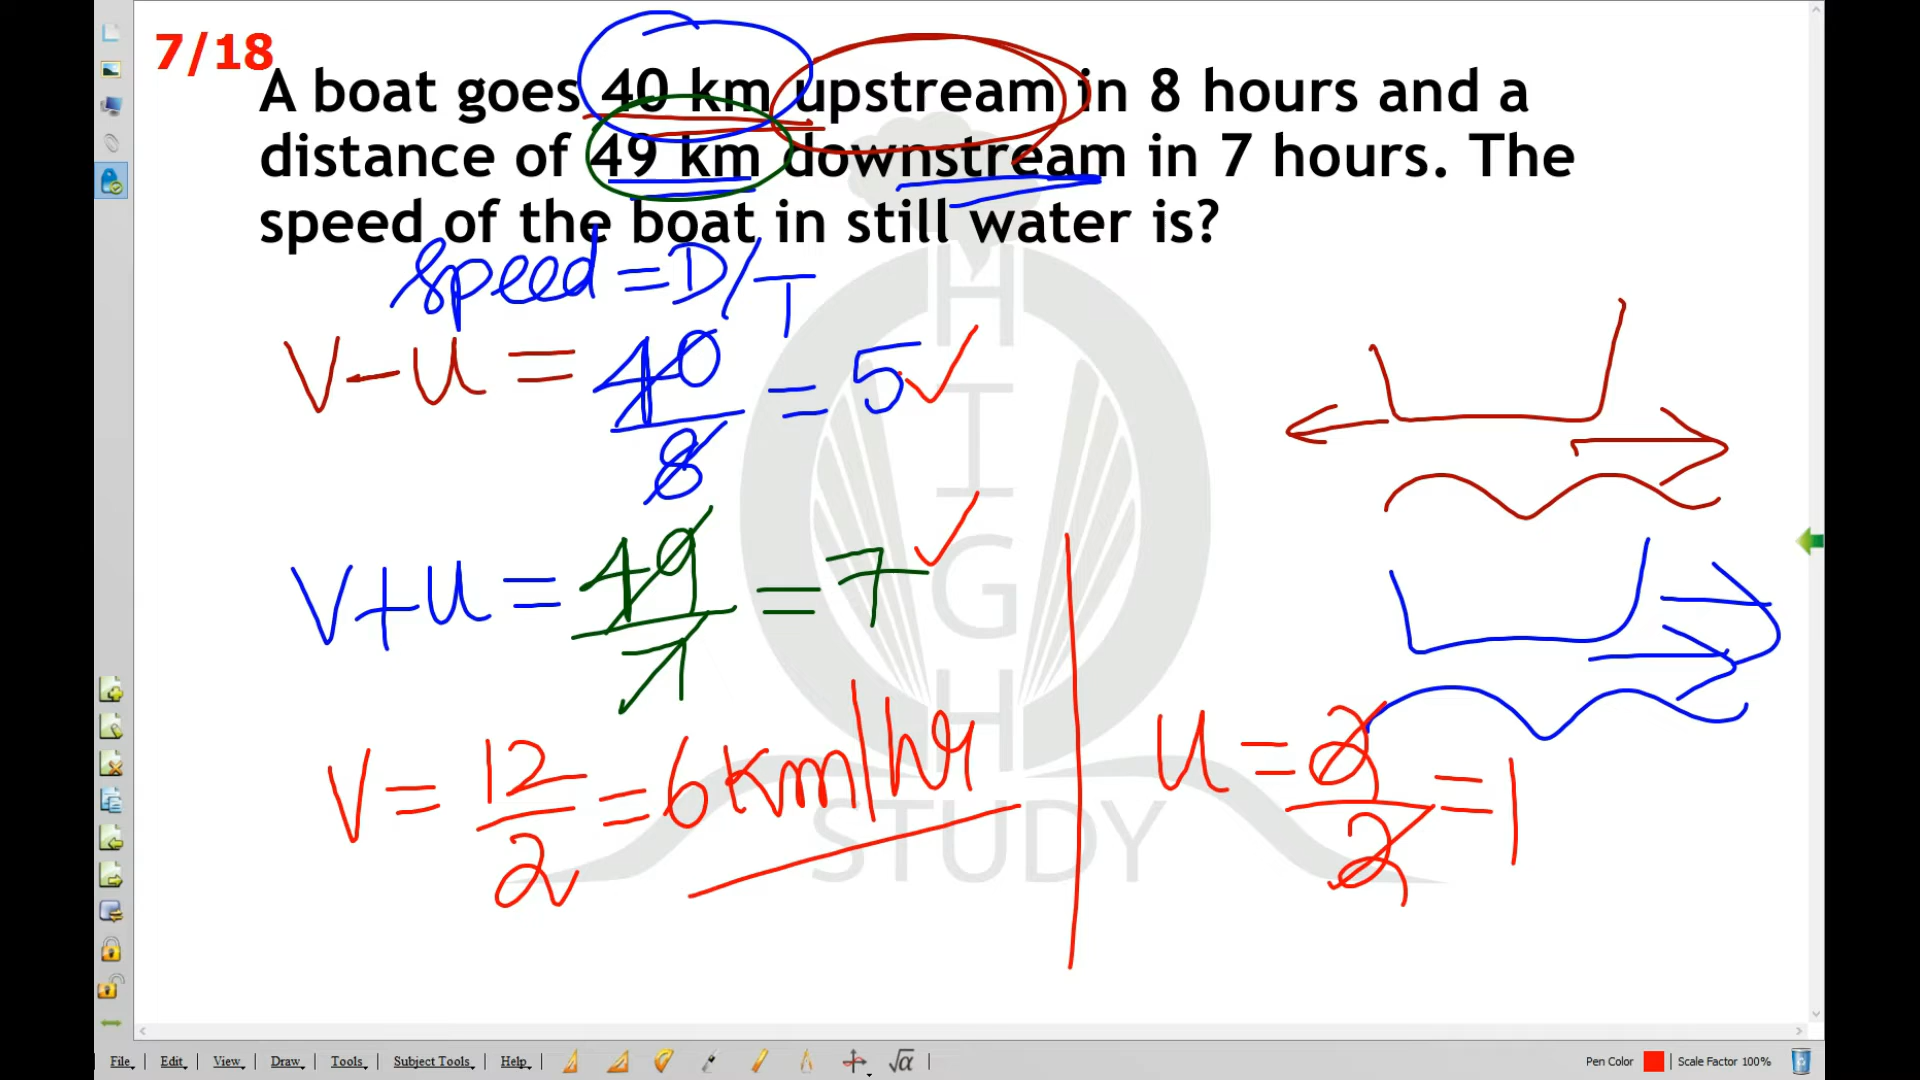 7/18
A boat goes 40 km upstream in 8 hours and a
distance of 49 km downstream in 7 hours. The
speed of the boat in still water is?
speed = D/T
v-u = 40/8 = 5
v+u = 49/7 = 7
v = 12/2 = 6 km/hr
u = 2/2 = 1
HIGH
STUDY
File Edit View Draw Tools Subject Tools Help √α Pen Color Scale Factor 100%